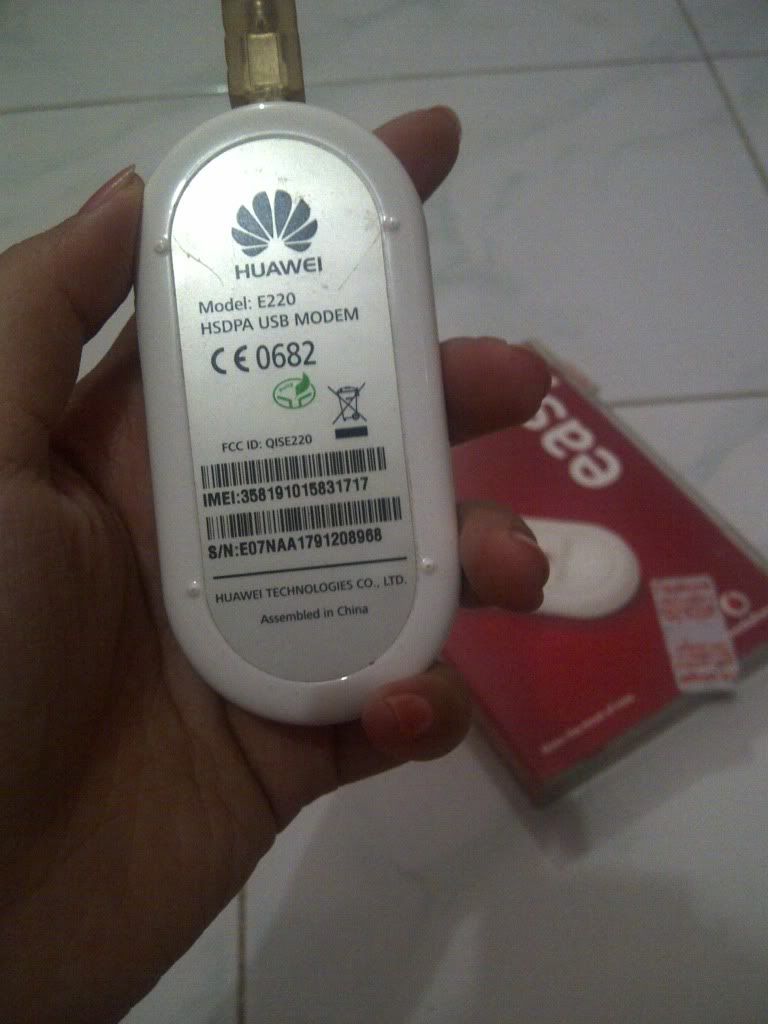 HUAWEI
Model: E220
HSDPA USB MODEM
CE 0682
FCC ID: QISE220
IMEI:358191015831717
S/N:E07NAA1791208968
HUAWEI TECHNOLOGIES CO., LTD.
Assembled in China
eas